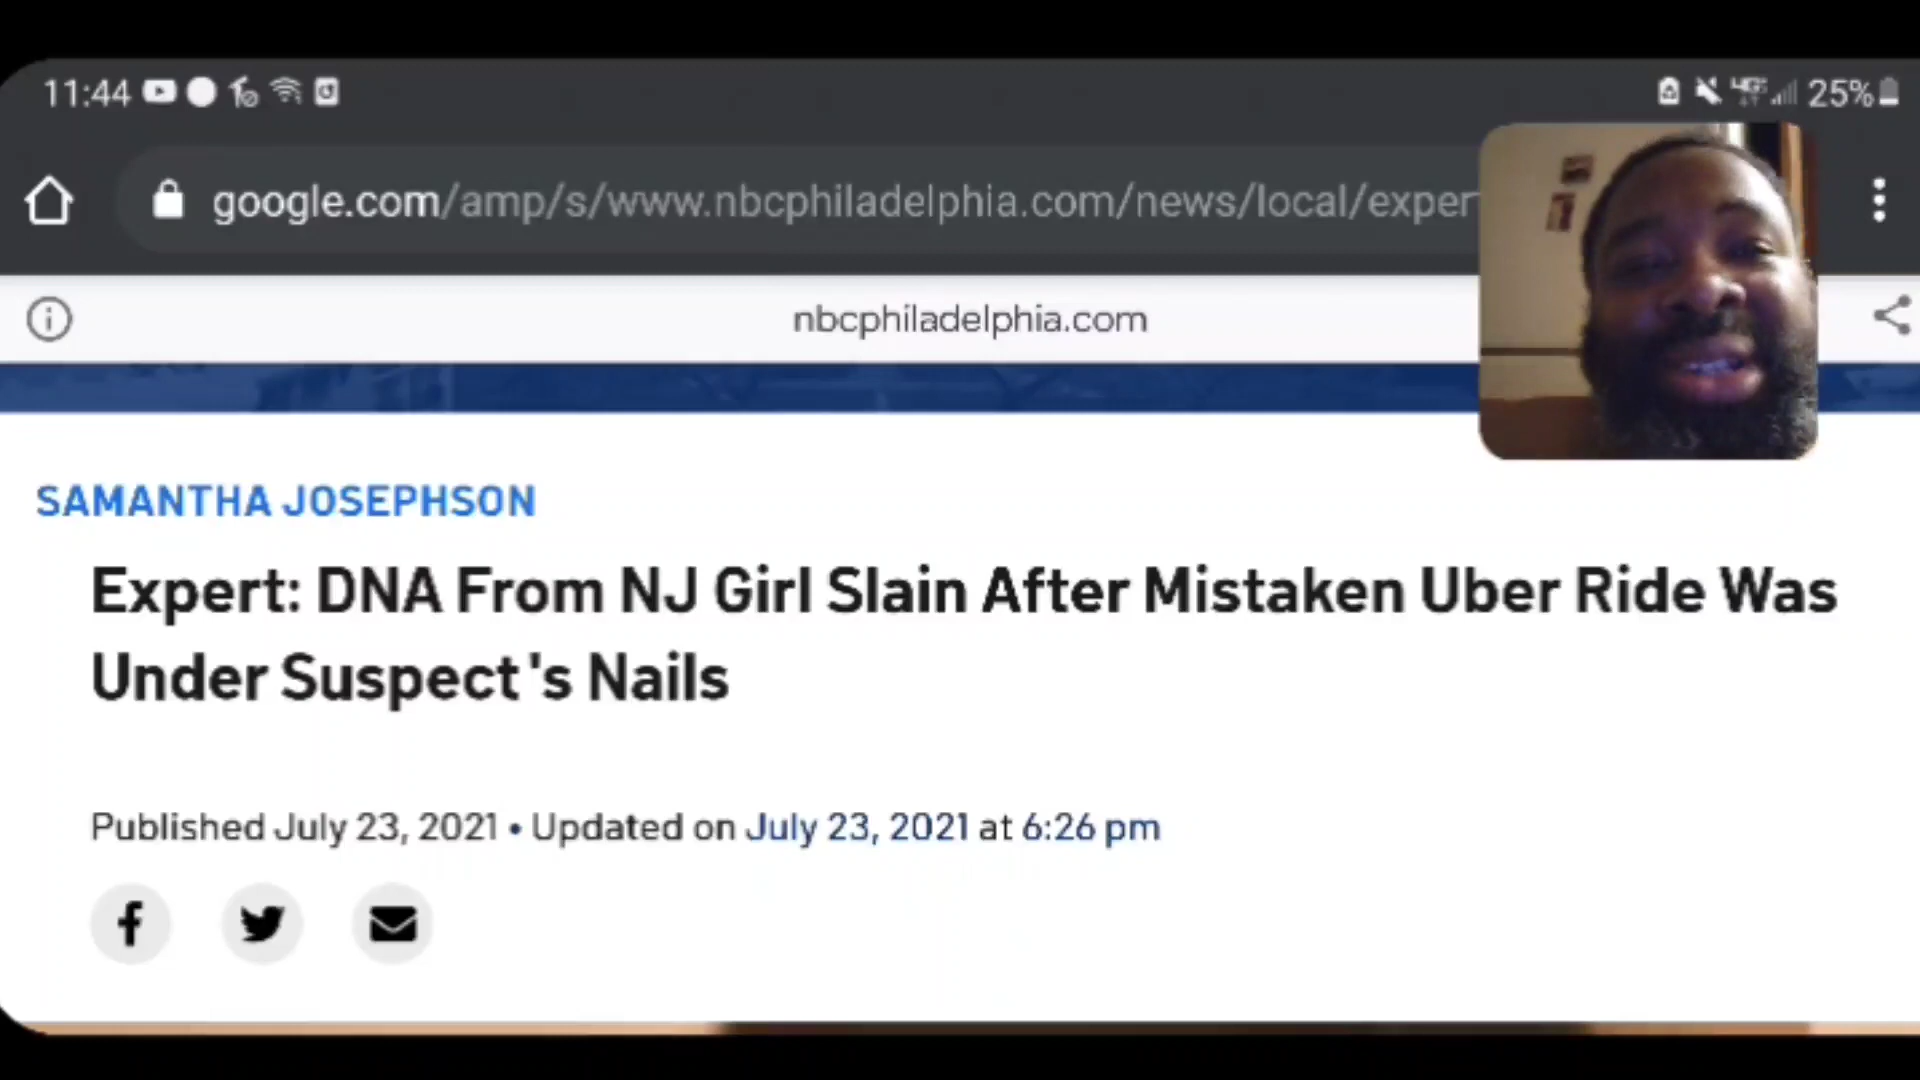 11:44
4G
25%
google.com/amp/s/www.nbcphiladelphia.com/news/local/exper
nbcphiladelphia.com
SAMANTHA JOSEPHSON
Expert: DNA From NJ Girl Slain After Mistaken Uber Ride Was
Under Suspect's Nails
Published July 23, 2021 • Updated on July 23, 2021 at 6:26 pm